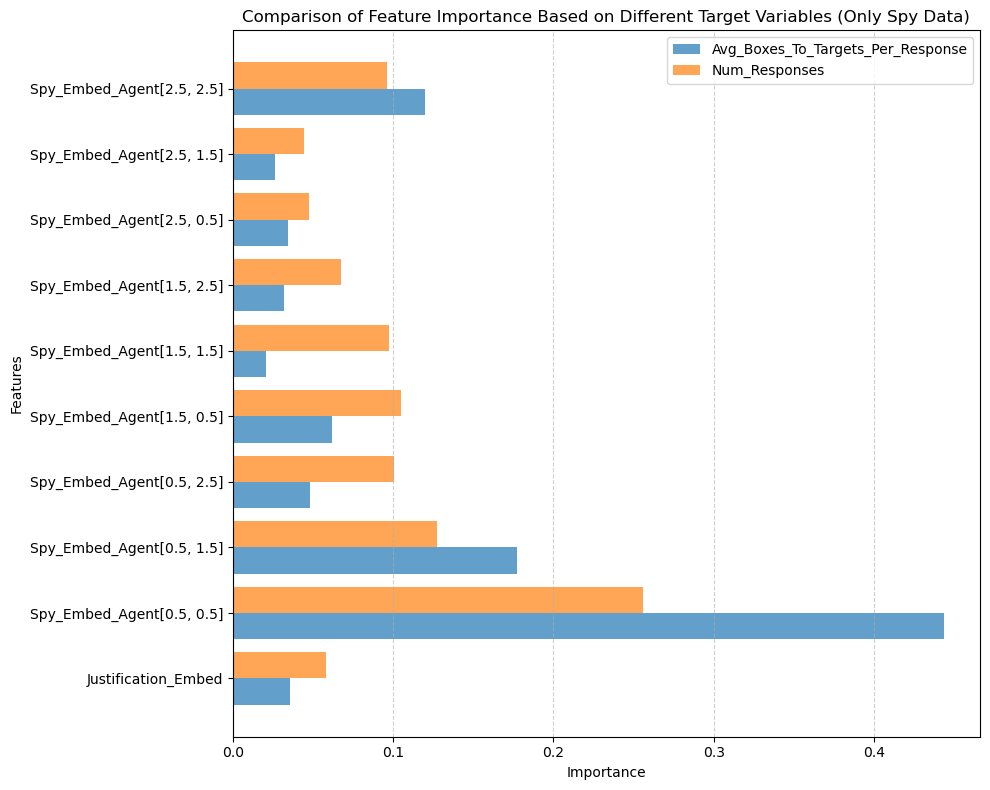 Comparison of Feature Importance Based on Different Target Variables (Only Spy Data)
Avg_Boxes_To_Targets_Per_Response
Num_Responses
Features
Spy_Embed_Agent[2.5, 2.5]
Spy_Embed_Agent[2.5, 1.5]
Spy_Embed_Agent[2.5, 0.5]
Spy_Embed_Agent[1.5, 2.5]
Spy_Embed_Agent[1.5, 1.5]
Spy_Embed_Agent[1.5, 0.5]
Spy_Embed_Agent[0.5, 2.5]
Spy_Embed_Agent[0.5, 1.5]
Spy_Embed_Agent[0.5, 0.5]
Justification_Embed
0.0 0.1 0.2 0.3 0.4
Importance